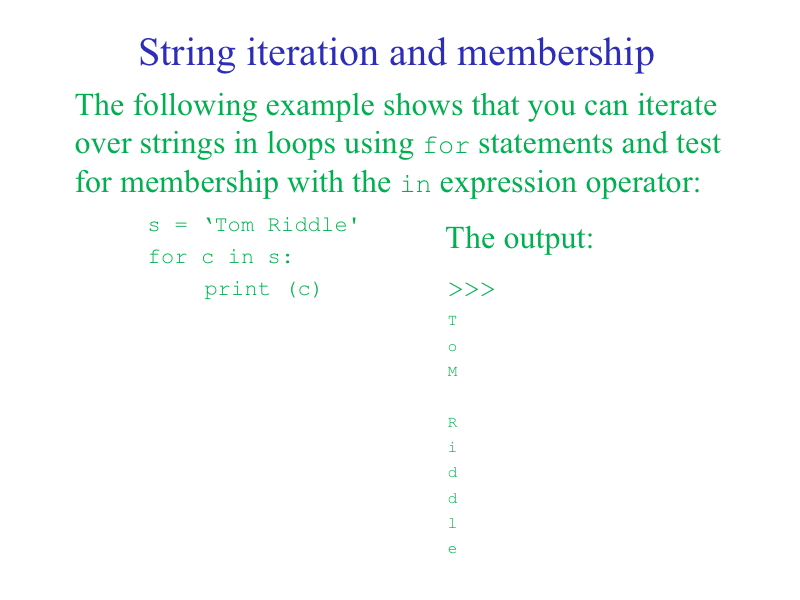 String iteration and membership
The following example shows that you can iterate
over strings in loops using for statements and test
for membership with the in expression operator:
s = ‘Tom Riddle'
for c in s:
print (c)
The output:
>>>
T
o
M
R
i
d
d
l
e